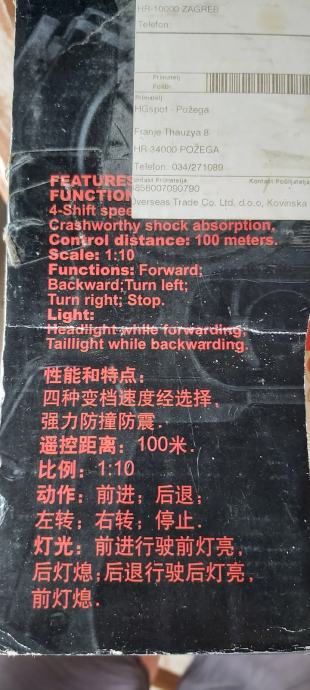 HR-10000 ZAGREB
Telefon:
Primatelj
HGspot - Požega
Franje Thauzya 8
HR-34000 POŽEGA
Telefon: 034/271089
Kontakt Pošiljatelja
856007090790
Overseas Trade Co. Ltd, d.o.o, Kovinska
FEATURES
FUNCTION
4-Shift spee
Crashworthy shock absorption.
Control distance: 100 meters.
Scale: 1:10
Functions: Forward;
Backward;Turn left;
Turn right; Stop.
Light:
Headlight while forwarding.
Taillight while backwarding.
性能和特点：
四种变档速度经选择，
强力防撞防震．
遥控距离：100米．
比例：1:10
动作：前进；后退；
左转；右转；停止．
灯光：前进行驶前灯亮，
后灯熄；后退行驶后灯亮，
前灯熄．